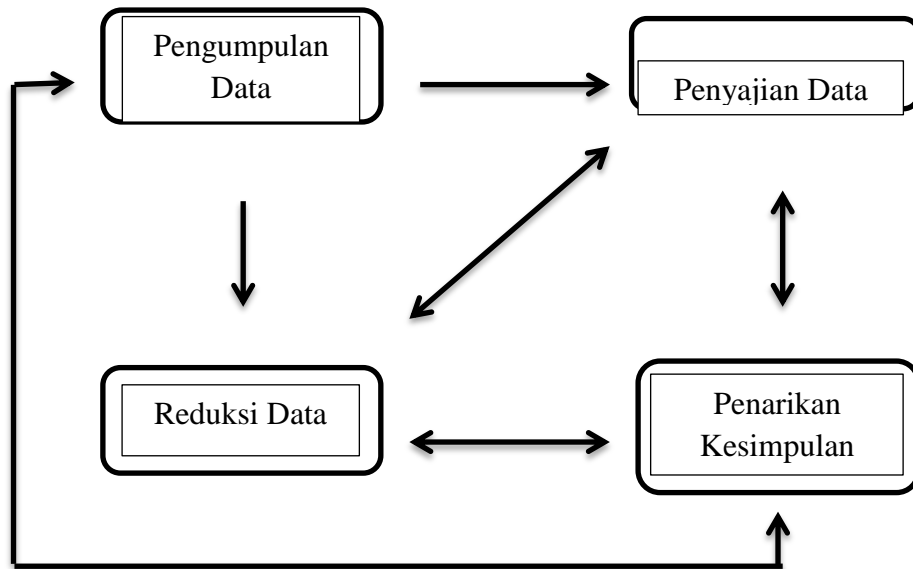 Pengumpulan
Data
Penyajian Data
Reduksi Data
Penarikan
Kesimpulan